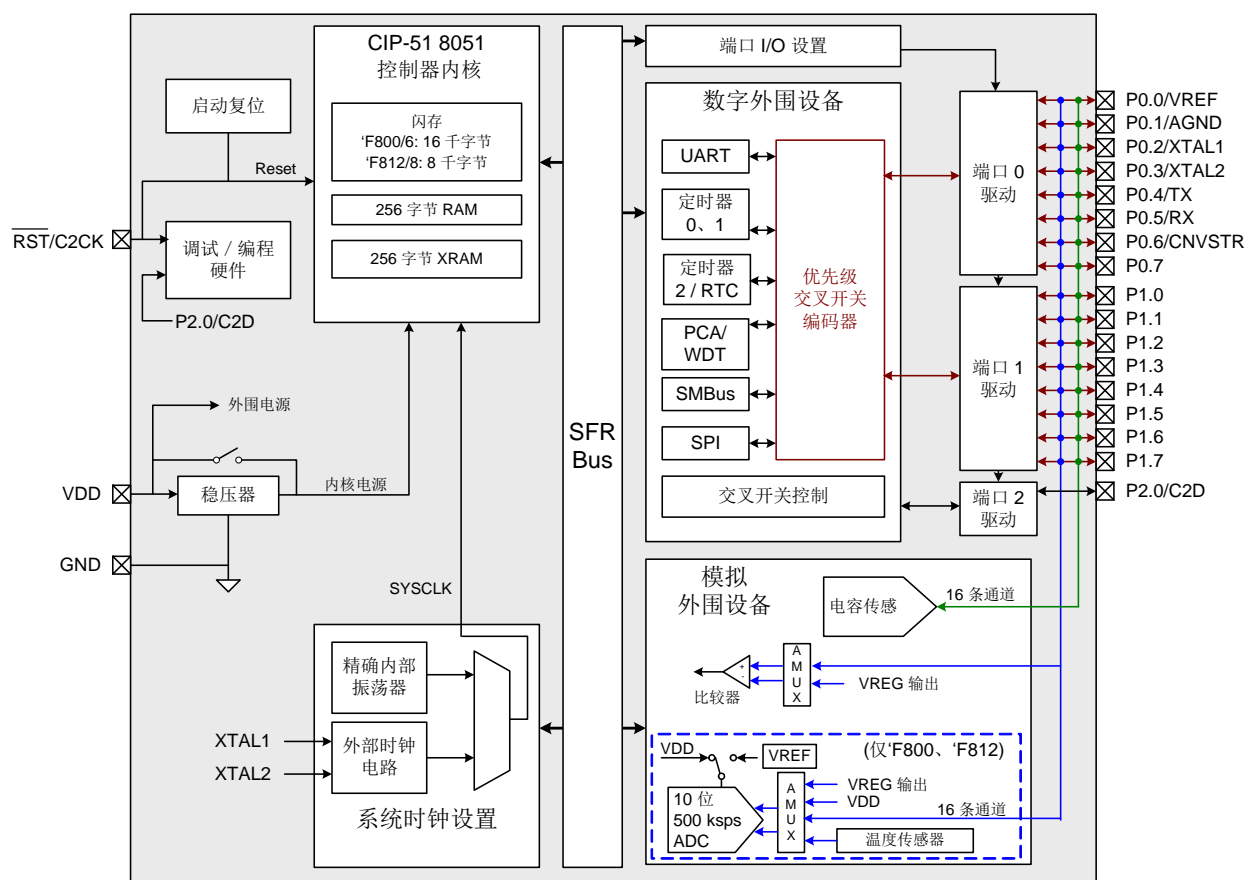 CIP-51 8051
控制器内核
启动复位
闪存
‘F800/6: 16 千字节
‘F812/8: 8 千字节
256 字节 RAM
256 字节 XRAM
Reset
RST/C2CK
调试 / 编程
硬件
P2.0/C2D
外围电源
VDD
稳压器
内核电源
GND
SYSCLK
精确内部
振荡器
XTAL1
XTAL2
外部时钟
电路
系统时钟设置
SFR
Bus
端口 I/O 设置
数字外围设备
UART
定时器
0、1
定时器
2 / RTC
PCA/
WDT
SMBus
SPI
优先级
交叉开关
编码器
交叉开关控制
端口 0
驱动
端口 1
驱动
端口 2
驱动
P0.0/VREF
P0.1/AGND
P0.2/XTAL1
P0.3/XTAL2
P0.4/TX
P0.5/RX
P0.6/CNVSTR
P0.7
P1.0
P1.1
P1.2
P1.3
P1.4
P1.5
P1.6
P1.7
P2.0/C2D
模拟
外围设备
电容传感
16 条通道
AMUX
+
-
比较器
VREG 输出
(仅‘F800、‘F812)
VDD
VREF
10 位
500 ksps
ADC
AMUX
VREG 输出
VDD
16 条通道
温度传感器